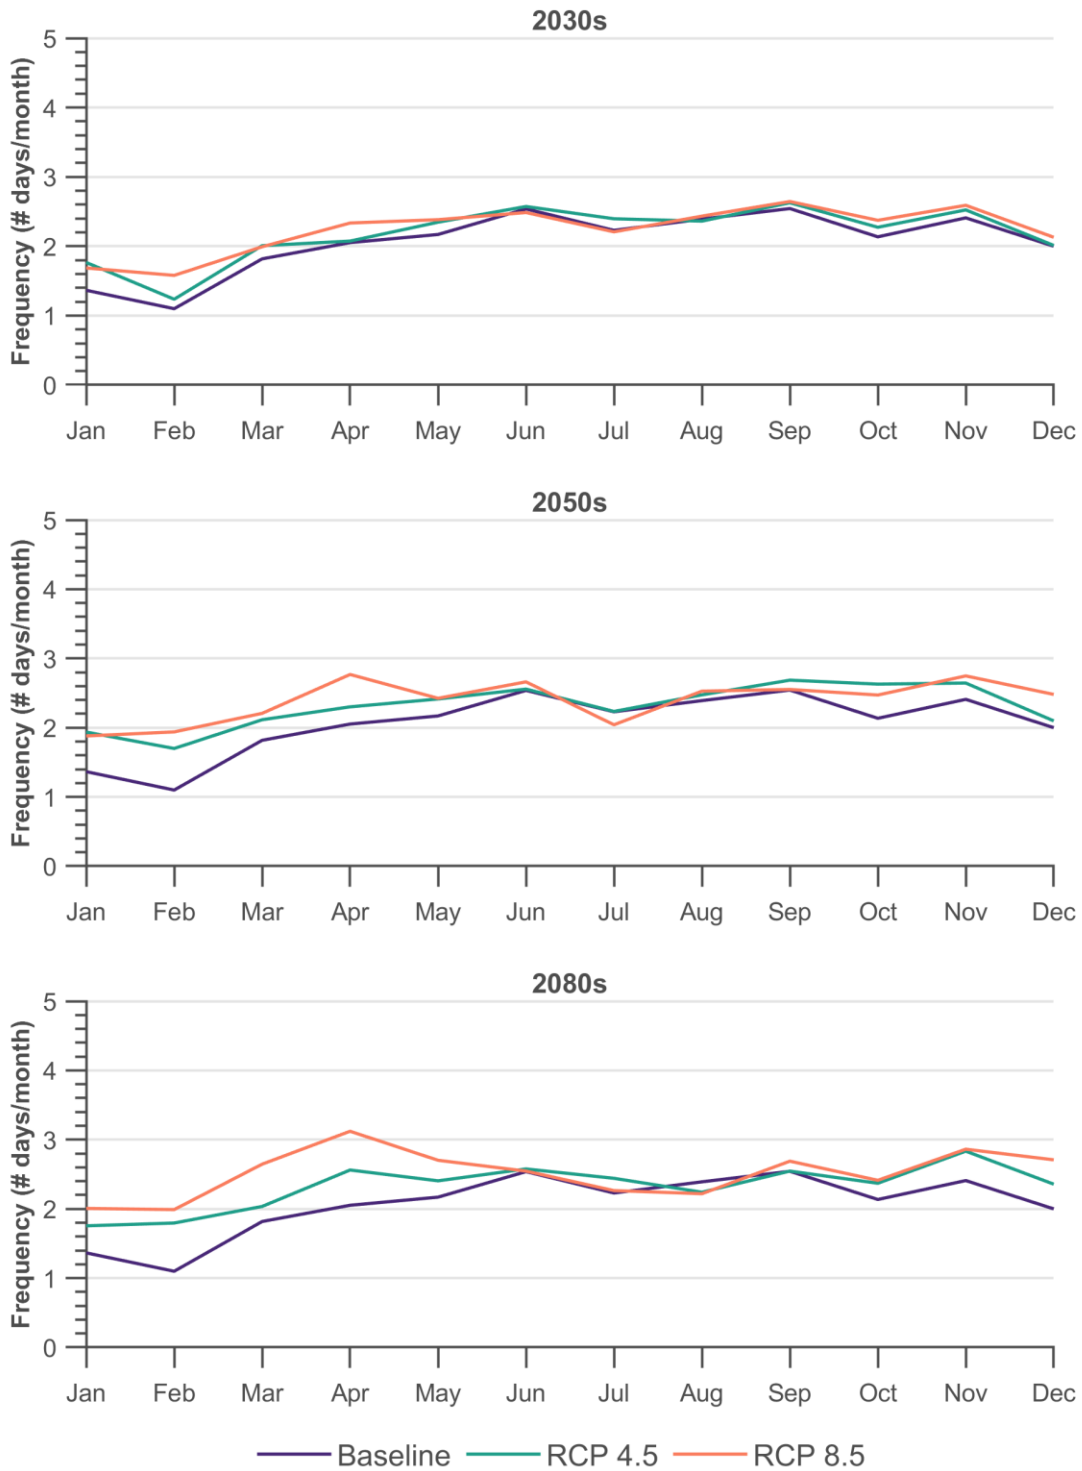 2030s
Frequency (# days/month)
5
4
3
2
1
0
Jan Feb Mar Apr May Jun Jul Aug Sep Oct Nov Dec
2050s
Frequency (# days/month)
5
4
3
2
1
0
Jan Feb Mar Apr May Jun Jul Aug Sep Oct Nov Dec
2080s
Frequency (# days/month)
5
4
3
2
1
0
Jan Feb Mar Apr May Jun Jul Aug Sep Oct Nov Dec
Baseline RCP 4.5 RCP 8.5